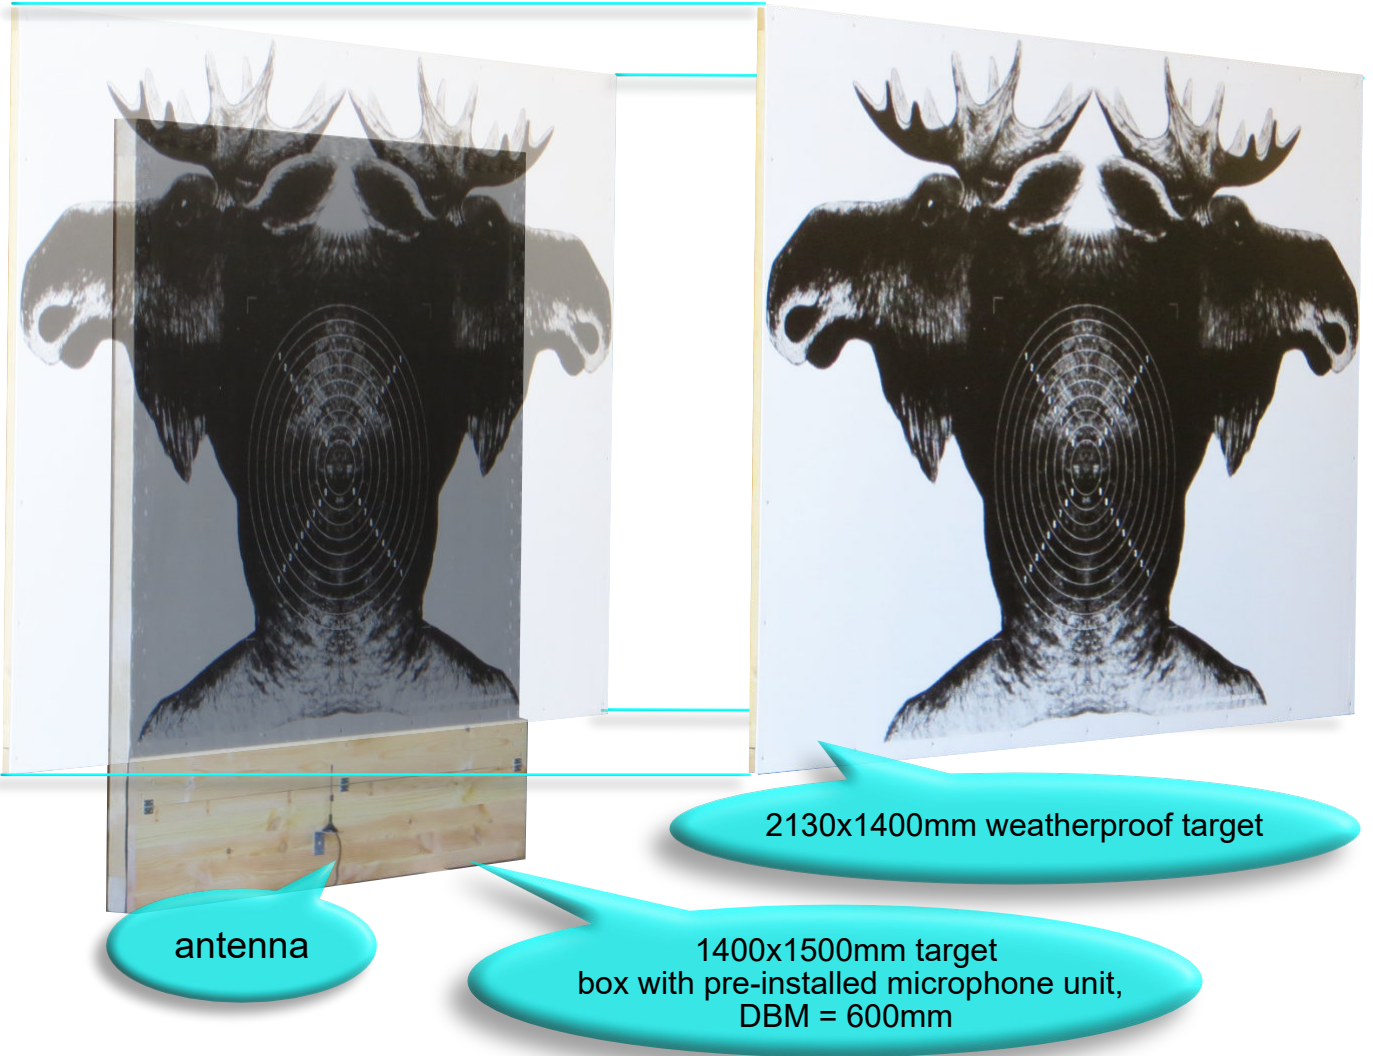 2130x1400mm weatherproof target
antenna
1400x1500mm target
box with pre-installed microphone unit,
DBM = 600mm